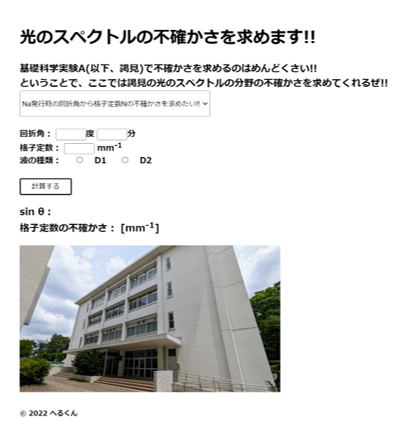 光のスペクトルの不確かさを求めます!!
基礎科学実験A(以下、謁見)で不確かさを求めるのはめんどくさい!!
ということで、ここでは謁見の光のスペクトルの分野の不確かさを求めてくれるぜ!!
Na発行時の回折角から格子定数Nの不確かさを求めたい!!
回折角： 度 分
格子定数： mm-1
波の種類： D1 D2
計算する
sin θ：
格子定数の不確かさ： [mm-1]
© 2022 へるくん